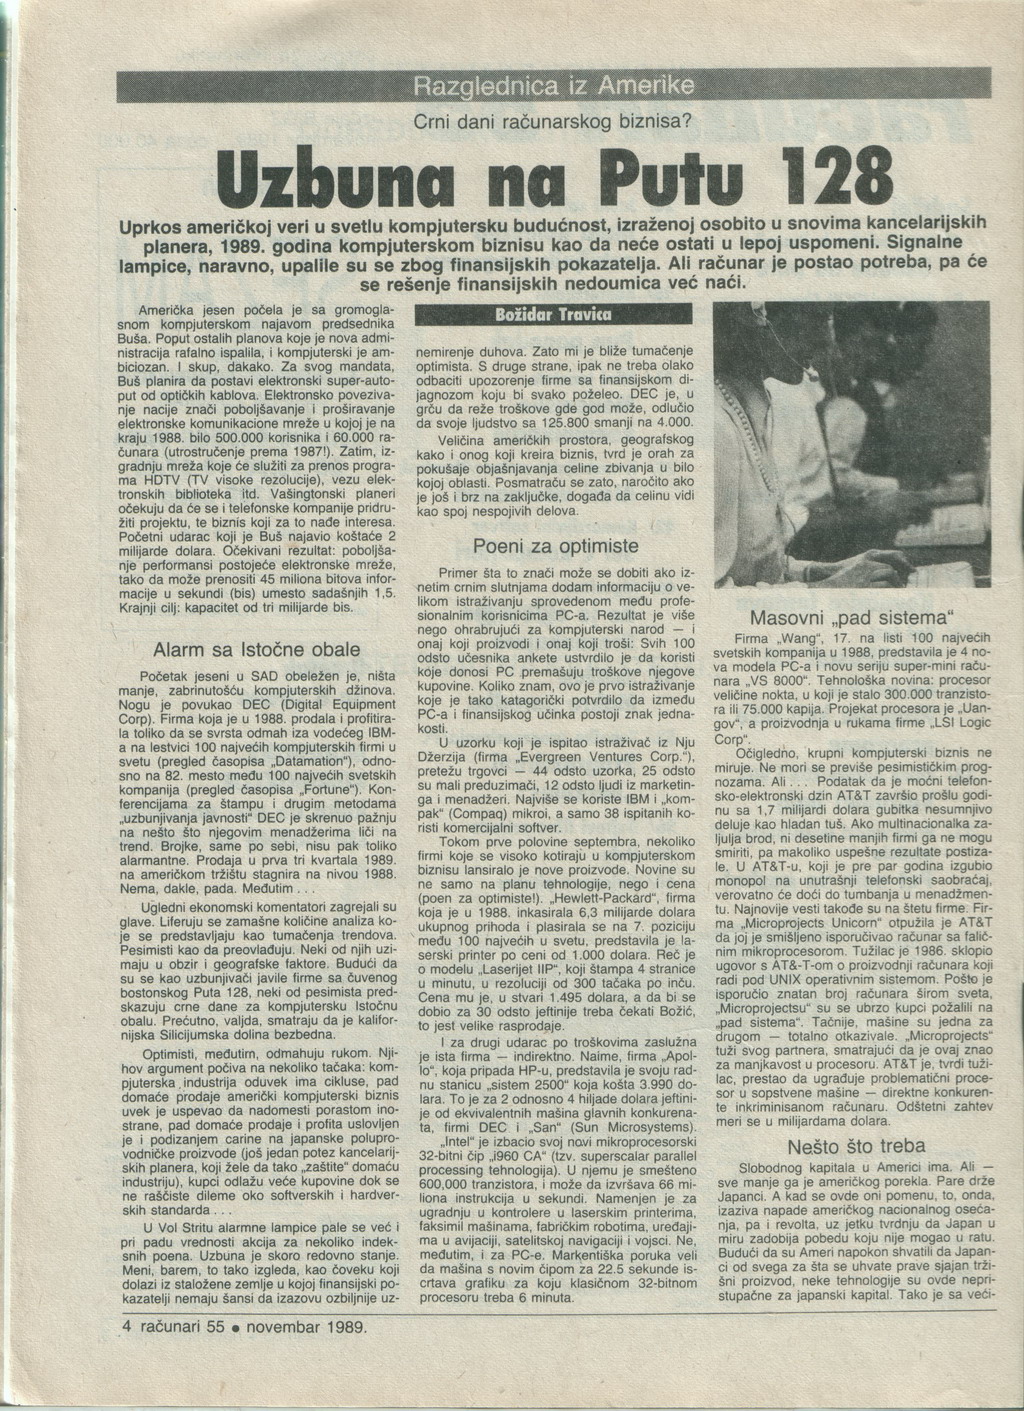 Razglednica iz Amerike
Crni dani računarskog biznisa?
Uzbuna na Putu 128
Uprkos američkoj veri u svetlu kompjutersku budućnost, izraženoj osobito u snovima kancelarijskih
planera, 1989. godina kompjuterskom biznisu kao da neće ostati u lepoj uspomeni. Signalne
lampice, naravno, upalile su se zbog finansijskih pokazatelja. Ali računar je postao potreba, pa će
se rešenje finansijskih nedoumica već naći.
Američka jesen počela je sa gromogla-
snom kompjuterskom najavom predsednika
Buša. Poput ostalih planova koje je nova admi-
nistracija rafalno ispalila, i kompjuterski je am-
biciozan. I skup, dakako. Za svog mandata,
Buš planira da postavi elektronski super-auto-
put od optičkih kablova. Elektronsko poveziva-
nje nacije znači poboljšavanje i proširavanje
elektronske komunikacione mreže u kojoj je na
kraju 1988. bilo 500.000 korisnika i 60.000 ra-
čunara (utrostručenje prema 1987!). Zatim, iz-
gradnju mreža koje će služiti za prenos progra-
ma HDTV (TV visoke rezolucije), vezu elek-
tronskih biblioteka itd. Vašingtonski planeri
očekuju da će se i telefonske kompanije pridru-
žiti projektu, te biznis koji za to nađe interesa.
Početni udarac koji je Buš najavio koštaće 2
milijarde dolara. Očekivani rezultat: poboljša-
nje performansi postojeće elektronske mreže,
tako da može prenositi 45 miliona bitova infor-
macije u sekundi (bis) umesto sadašnjih 1,5.
Krajnji cilj: kapacitet od tri milijarde bis.
Alarm sa Istočne obale
Početak jeseni u SAD obeležen je, ništa
manje, zabrinutošću kompjuterskih džinova.
Nogu je povukao DEC (Digital Equipment
Corp). Firma koja je u 1988. prodala i profitira-
la toliko da se svrsta odmah iza vodećeg IBM-
a na lestvici 100 najvećih kompjuterskih firmi u
svetu (pregled časopisa „Datamation"), odno-
sno na 82. mesto među 100 najvećih svetskih
kompanija (pregled časopisa „Fortune"). Kon-
ferencijama za štampu i drugim metodama
„uzbunjivanja javnosti" DEC je skrenuo pažnju
na nešto što njegovim menadžerima liči na
trend. Brojke, same po sebi, nisu pak toliko
alarmantne. Prodaja u prva tri kvartala 1989.
na američkom tržištu stagnira na nivou 1988.
Nema, dakle, pada. Međutim . . .
Ugledni ekonomski komentatori zagrejali su
glave. Liferuju se zamašne količine analiza ko-
je se predstavljaju kao tumačenja trendova.
Pesimisti kao da preovlađuju. Neki od njih uzi-
maju u obzir i geografske faktore. Budući da
su se kao uzbunjivači javile firme sa čuvenog
bostonskog Puta 128, neki od pesimista pred-
skazuju crne dane za kompjutersku Istočnu
obalu. Prećutno, valjda, smatraju da je kalifor-
nijska Silicijumska dolina bezbedna.
Optimisti, međutim, odmahuju rukom. Nji-
hov argument počiva na nekoliko tačaka: kom-
pjuterska industrija oduvek ima cikluse, pad
domaće prodaje američki kompjuterski biznis
uvek je uspevao da nadomesti porastom ino-
strane, pad domaće prodaje i profita uslovljen
je i podizanjem carine na japanske polupro-
vodničke proizvode (još jedan potez kancelarij-
skih planera, koji žele da tako „zaštite" domaću
industriju), kupci odlažu veće kupovine dok se
ne raščiste dileme oko softverskih i hardver-
skih standarda . . .
U Vol Stritu alarmne lampice pale se već i
pri padu vrednosti akcija za nekoliko indek-
snih poena. Uzbuna je skoro redovno stanje.
Meni, barem, to tako izgleda, kao čoveku koji
dolazi iz staložene zemlje u kojoj finansijski po-
kazatelji nemaju šansi da izazovu ozbiljnije uz-
Božidar Travica
nemirenje duhova. Zato mi je bliže tumačenje
optimista. S druge strane, ipak ne treba olako
odbaciti upozorenje firme sa finansijskom di-
jagnozom koju bi svako poželeo. DEC je, u
grču da reže troškove gde god može, odlučio
da svoje ljudstvo sa 125.800 smanji na 4.000.
Veličina američkih prostora, geografskog
kako i onog koji kreira biznis, tvrd je orah za
pokušaje objašnjavanja celine zbivanja u bilo
kojoj oblasti. Posmatraču se zato, naročito ako
je još i brz na zaključke, događa da celinu vidi
kao spoj nespojivih delova.
Poeni za optimiste
Primer šta to znači može se dobiti ako iz-
netim crnim slutnjama dodam informaciju o ve-
likom istraživanju sprovedenom među profe-
sionalnim korisnicima PC-a. Rezultat je više
nego ohrabrujući za kompjuterski narod — i
onaj koji proizvodi i onaj koji troši: Svih 100
odsto učesnika ankete ustvrdilo je da koristi
koje donosi PC premašuju troškove njegove
kupovine. Koliko znam, ovo je prvo istraživanje
koje je tako katagorički potvrdilo da između
PC-a i finansijskog učinka postoji znak jedna-
kosti.
U uzorku koji je ispitao istraživač iz Nju
Džerzija (firma „Evergreen Ventures Corp."),
pretežu trgovci — 44 odsto uzorka, 25 odsto
su mali preduzimači, 12 odsto ljudi iz marketin-
ga i menadžeri. Najviše se koriste IBM i „kom-
pak" (Compaq) mikroi, a samo 38 ispitanih ko-
risti komercijalni softver.
Tokom prve polovine septembra, nekoliko
firmi koje se visoko kotiraju u kompjuterskom
biznisu lansiralo je nove proizvode. Novine su
ne samo na planu tehnologije, nego i cena
(poen za optimiste!). „Hewlett-Packard", firma
koja je u 1988. inkasirala 6,3 milijarde dolara
ukupnog prihoda i plasirala se na 7. poziciju
među 100 najvećih u svetu, predstavila je la-
serski printer po ceni od 1.000 dolara. Reč je
o modelu „Laserijet IIP", koji štampa 4 stranice
u minutu, u rezoluciji od 300 tačaka po inču.
Cena mu je, u stvari 1.495 dolara, a da bi se
dobio za 30 odsto jeftinije treba čekati Božić,
to jest velike rasprodaje.
I za drugi udarac po troškovima zaslužna
je ista firma — indirektno. Naime, firma „Apol-
lo", koja pripada HP-u, predstavila je svoju rad-
nu stanicu „sistem 2500" koja košta 3.990 do-
lara. To je za 2 odnosno 4 hiljade dolara jeftini-
je od ekvivalentnih mašina glavnih konkurena-
ta, firmi DEC i „San" (Sun Microsystems).
„Intel" je izbacio svoj novi mikroprocesorski
32-bitni čip „i960 CA" (tzv. superscalar parallel
processing tehnologija). U njemu je smešteno
600,000 tranzistora, i može da izvršava 66 mi-
liona instrukcija u sekundi. Namenjen je za
ugradnju u kontrolere u laserskim printerima,
faksimil mašinama, fabričkim robotima, uređaji-
ma u avijaciji, satelitskoj navigaciji i vojsci. Ne,
međutim, i za PC-e. Marketiška poruka veli
da mašina s novim čipom za 22.5 sekunde is-
crtava grafiku za koju klasičnom 32-bitnom
procesoru treba 6 minuta.
Masovni „pad sistema"
Firma „Wang", 17. na listi 100 najvećih
svetskih kompanija u 1988, predstavila je 4 no-
va modela PC-a i novu seriju super-mini raču-
nara „VS 8000". Tehnološka novina: procesor
veličine nokta, u koji je stalo 300.000 tranzisto-
ra ili 75.000 kapija. Projekat procesora je „Uan-
gov", a proizvodnja u rukama firme „LSI Logic
Corp".
Očigledno, krupni kompjuterski biznis ne
miruje. Ne mori se previše pesimističkim prog-
nozama. Ali . . . Podatak da je moćni telefon-
sko-elektronski dzin AT&T završio prošlu godi-
nu sa 1,7 milijardi dolara gubitka nesumnjivo
deluje kao hladan tuš. Ako multinacionalka za-
ljulja brod, ni desetine manjih firmi ga ne mogu
smiriti, pa makoliko uspešne rezultate postiza-
le. U AT&T-u, koji je pre par godina izgubio
monopol na unutrašnji telefonski saobraćaj,
verovatno će doći do tumbanja u menadžmen-
tu. Najnovije vesti takođe su na štetu firme. Fir-
ma „Microprojects Unicorn" otpužila je AT&T
da joj je smišljeno isporučivao računar sa falič-
nim mikroprocesorom. Tužilac je 1986. sklopio
ugovor s AT&-T-om o proizvodnji računara koji
radi pod UNIX operativnim sistemom. Pošto je
isporučio znatan broj računara širom sveta,
„Microprojectsu" su se ubrzo kupci požalili na
„pad sistema". Tačnije, mašine su jedna za
drugom — totalno otkazivale. „Microprojects"
tuži svog partnera, smatrajući da je ovaj znao
za manjkavost u procesoru. AT&T je, tvrdi tuži-
lac, prestao da ugrađuje problematični proce-
sor u sopstvene mašine — direktne konkuren-
te inkriminisanom računaru. Odštetni zahtev
meri se u milijardama dolara.
Nešto što treba
Slobodnog kapitala u Americi ima. Ali —
sve manje ga je američkog porekla. Pare drže
Japanci. A kad se ovde oni pomenu, to, onda,
izaziva napade američkog nacionalnog oseća-
nja, pa i revolta, uz jetku tvrdnju da Japan u
miru zadobija pobedu koju nije mogao u ratu.
Budući da su Ameri napokon shvatili da Japan-
ci od svega za šta se uhvate prave sjajan trži-
šni proizvod, neke tehnologije su ovde nepri-
stupačne za japanski kapital. Tako je sa veći-
4 računari 55 • novembar 1989.